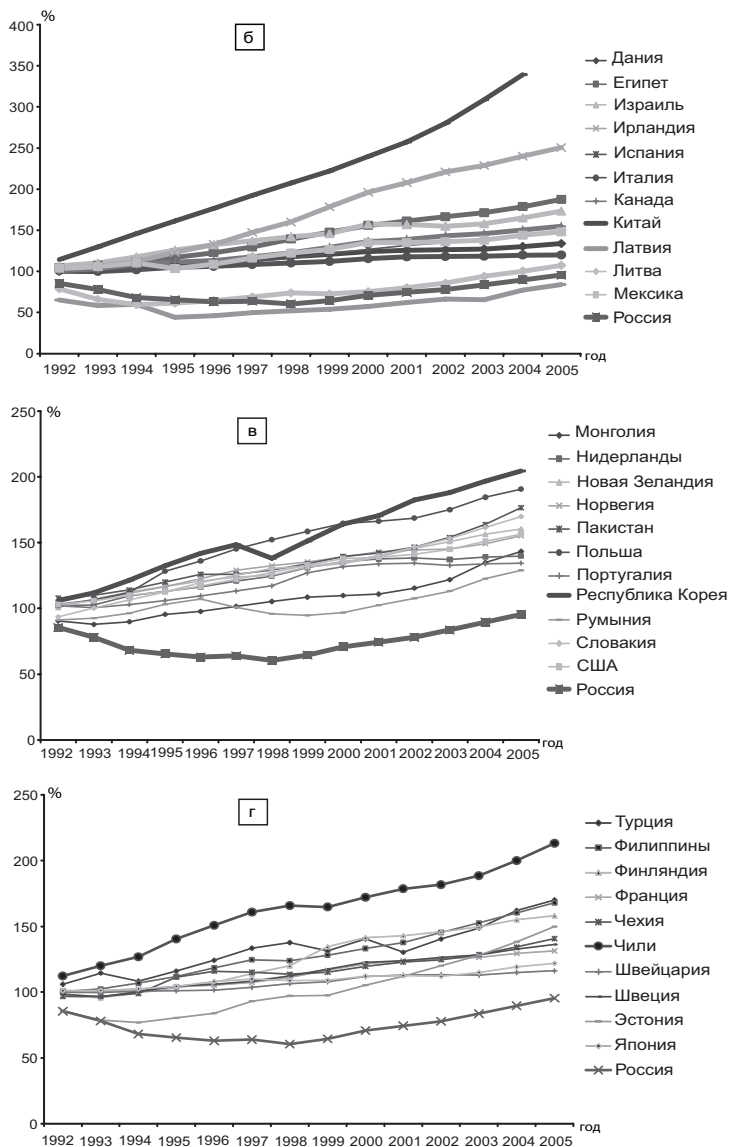 %
б
400
350
300
250
200
150
100
50
0
1992 1993 1994 1995 1996 1997 1998 1999 2000 2001 2002 2003 2004 2005 год
Дания
Египет
Израиль
Ирландия
Испания
Италия
Канада
Китай
Латвия
Литва
Мексика
Россия
%
в
250
200
150
100
50
0
1992 1993 1994 1995 1996 1997 1998 1999 2000 2001 2002 2003 2004 2005 год
Монголия
Нидерланды
Новая Зеландия
Норвегия
Пакистан
Польша
Португалия
Республика Корея
Румыния
Словакия
США
Россия
%
г
250
200
150
100
50
0
1992 1993 1994 1995 1996 1997 1998 1999 2000 2001 2002 2003 2004 2005 год
Турция
Филиппины
Финляндия
Франция
Чехия
Чили
Швейцария
Швеция
Эстония
Япония
Россия